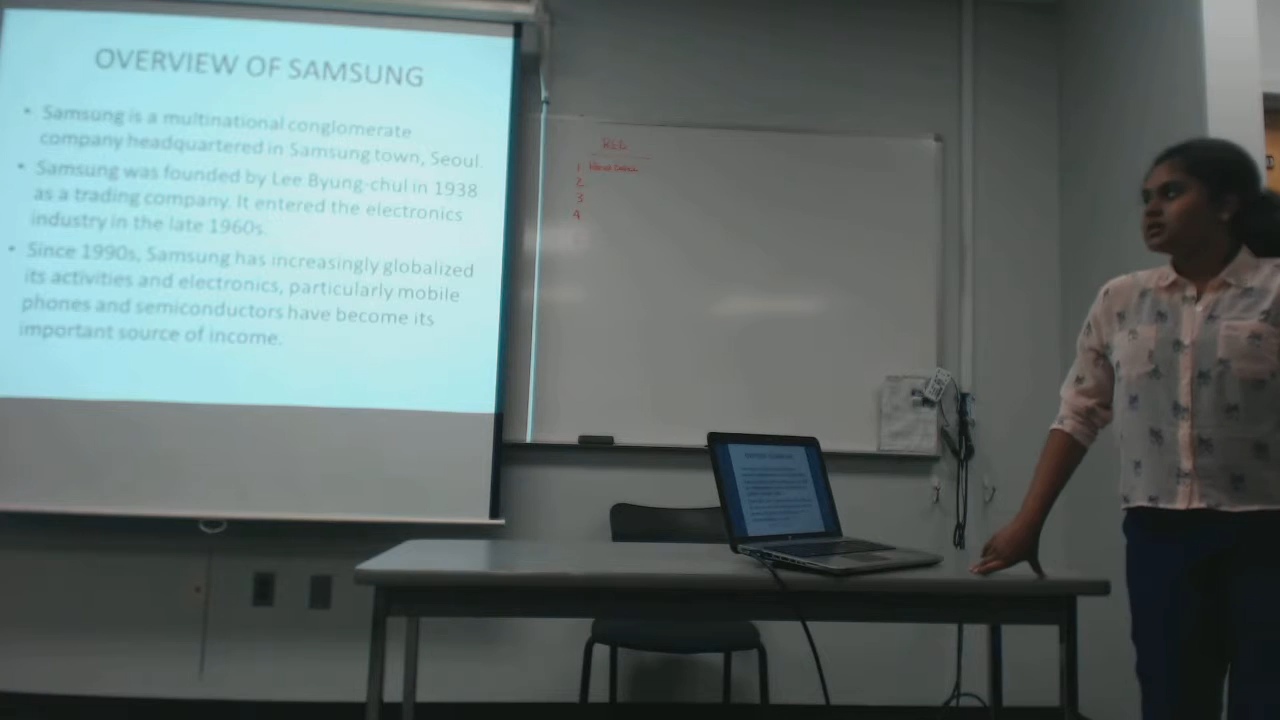 OVERVIEW OF SAMSUNG
• Samsung is a multinational conglomerate
company headquartered in Samsung town, Seoul.
• Samsung was founded by Lee Byung-chul in 1938
as a trading company. It entered the electronics
industry in the late 1960s.
• Since 1990s, Samsung has increasingly globalized
its activities and electronics, particularly mobile
phones and semiconductors have become its
important source of income.
1
2
3
4